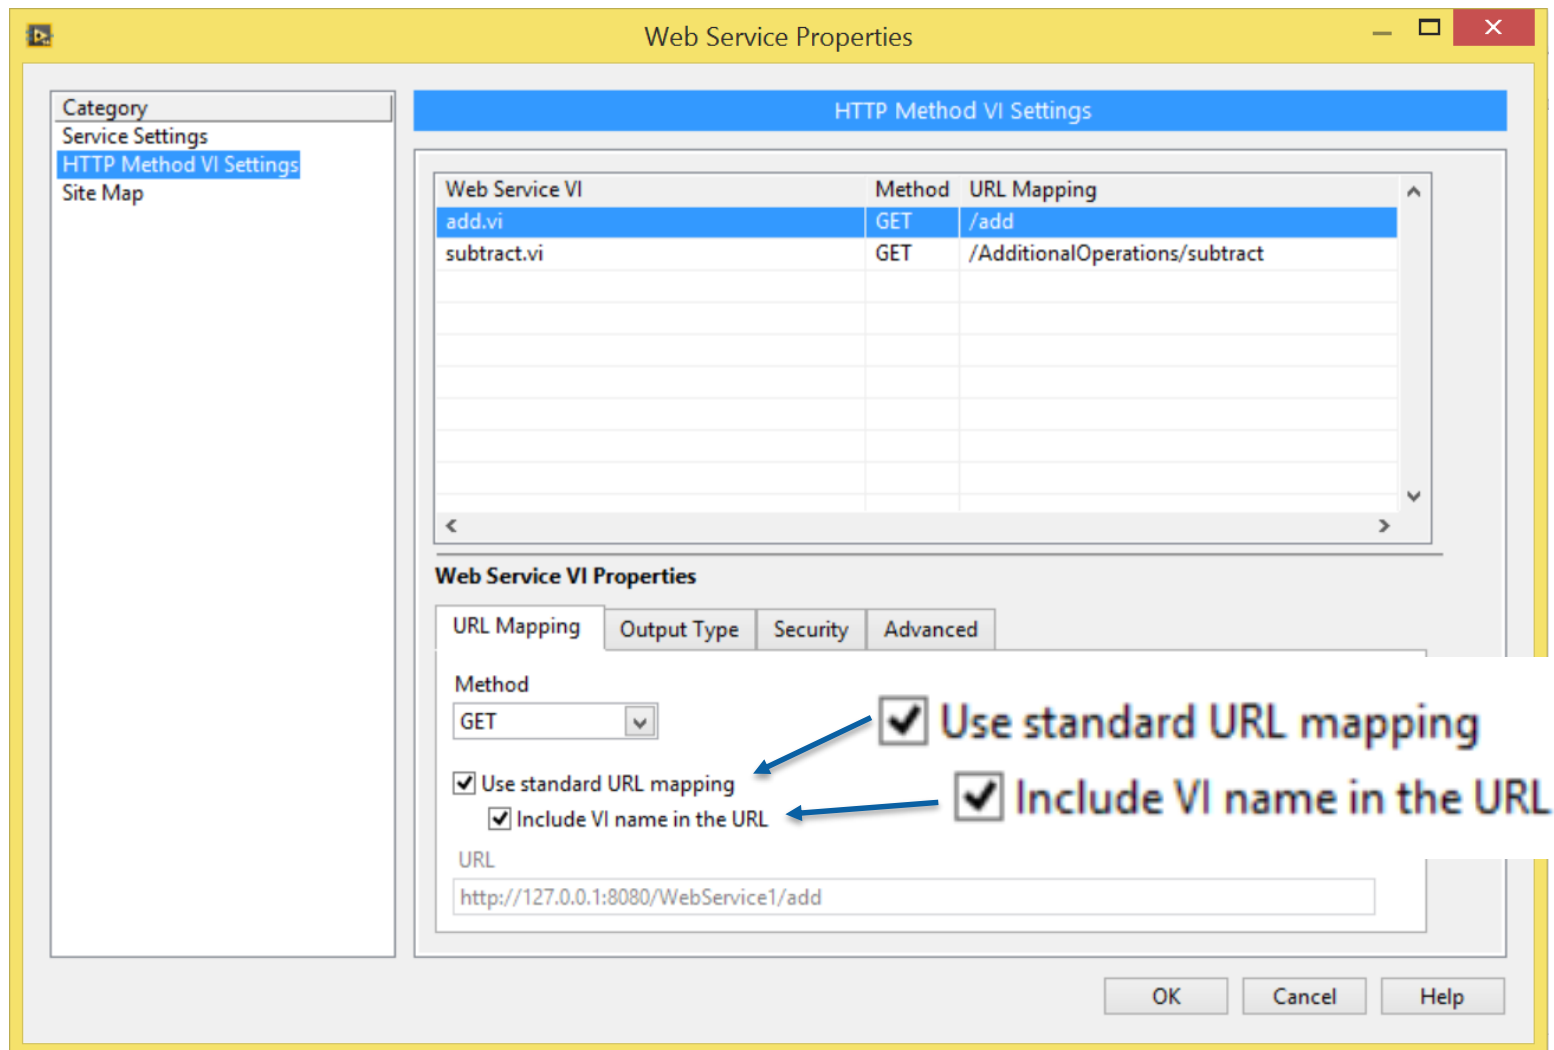 Web Service Properties
Category
Service Settings
HTTP Method VI Settings
Site Map
HTTP Method VI Settings
Web Service VI Method URL Mapping
add.vi GET /add
subtract.vi GET /AdditionalOperations/subtract
Web Service VI Properties
URL Mapping Output Type Security Advanced
Method
GET
Use standard URL mapping
Include VI name in the URL
Use standard URL mapping
Include VI name in the URL
URL
http://127.0.0.1:8080/WebService1/add
OK Cancel Help